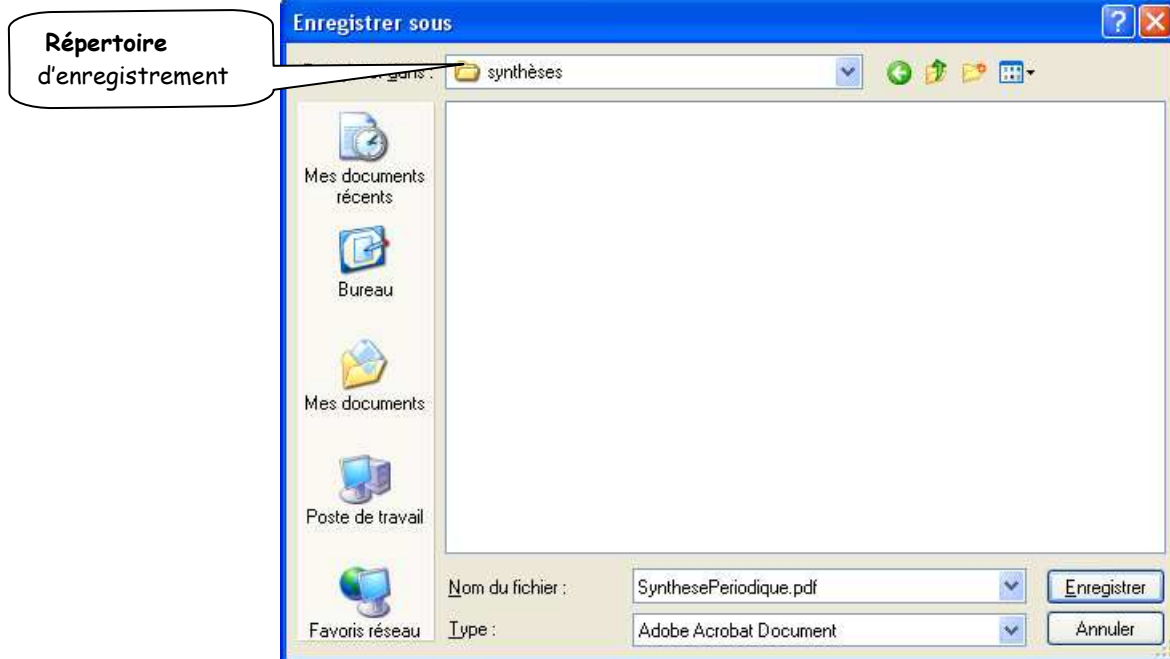 Répertoire
d'enregistrement
Enregistrer sous
synthèses
Mes documents
récents
Bureau
Mes documents
Poste de travail
Favoris réseau
Nom du fichier :
SynthesePeriodique.pdf
Enregistrer
Type :
Adobe Acrobat Document
Annuler